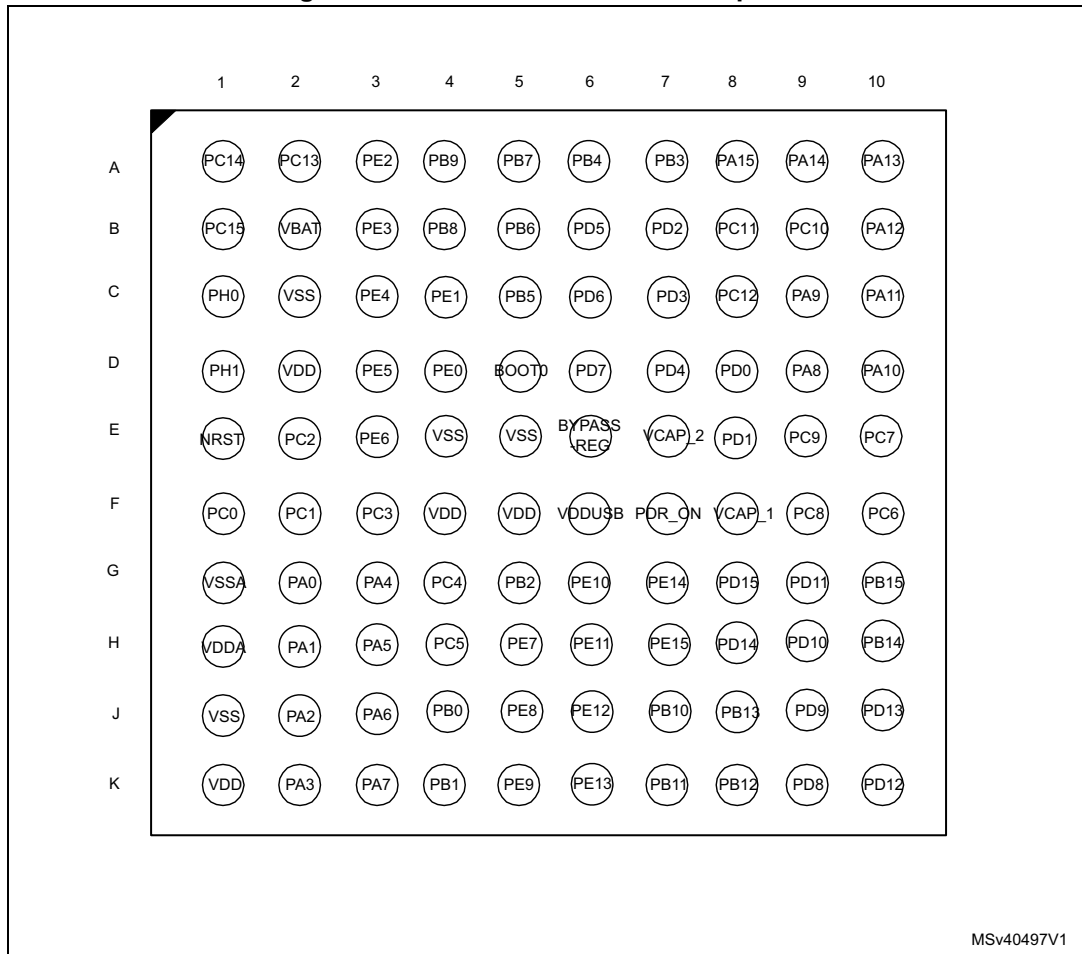 1 2 3 4 5 6 7 8 9 10
A PC14 PC13 PE2 PB9 PB7 PB4 PB3 PA15 PA14 PA13
B PC15 VBAT PE3 PB8 PB6 PD5 PD2 PC11 PC10 PA12
C PH0 VSS PE4 PE1 PB5 PD6 PD3 PC12 PA9 PA11
D PH1 VDD PE5 PE0 BOOT0 PD7 PD4 PD0 PA8 PA10
E NRST PC2 PE6 VSS VSS BYPASS -REG VCAP_2 PD1 PC9 PC7
F PC0 PC1 PC3 VDD VDD VDDUSB PDR_ON VCAP_1 PC8 PC6
G VSSA PA0 PA4 PC4 PB2 PE10 PE14 PD15 PD11 PB15
H VDDA PA1 PA5 PC5 PE7 PE11 PE15 PD14 PD10 PB14
J VSS PA2 PA6 PB0 PE8 PE12 PB10 PB13 PD9 PD13
K VDD PA3 PA7 PB1 PE9 PE13 PB11 PB12 PD8 PD12
MSv40497V1